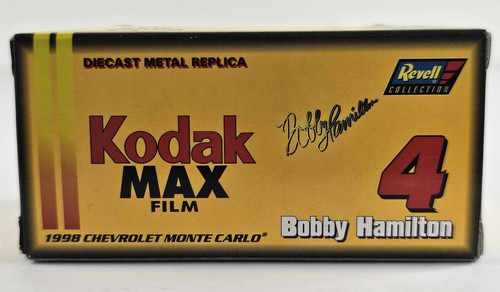 DIECAST METAL REPLICA
Revell
COLLECTION
Bobby Hamilton
Kodak
MAX
FILM
4
Bobby Hamilton
1998 CHEVROLET MONTE CARLO®